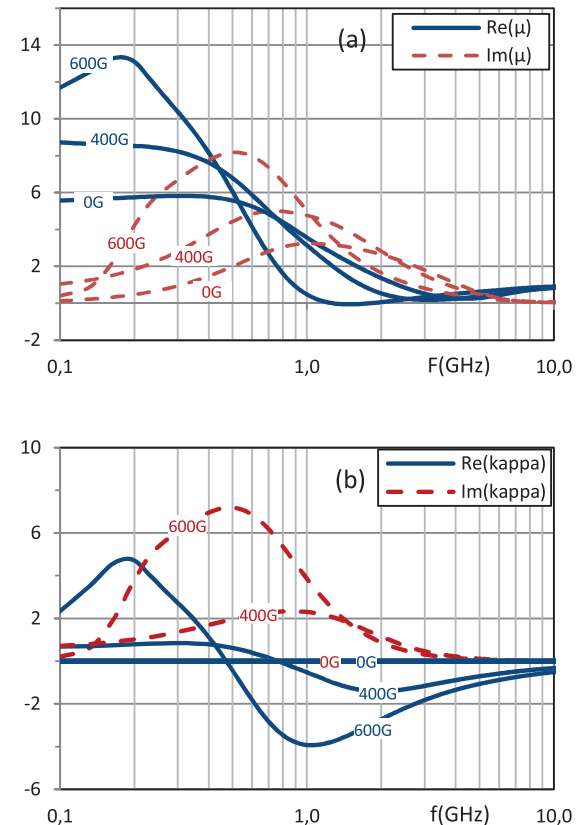 14
10
6
2
-2
(a)
Re(μ)
Im(μ)
600G
400G
0G
600G
400G
0G
0,1
1,0
F(GHz)
10,0
10
6
2
-2
-6
(b)
Re(kappa)
Im(kappa)
600G
400G
0G
0G
400G
600G
0,1
1,0
f(GHz)
10,0